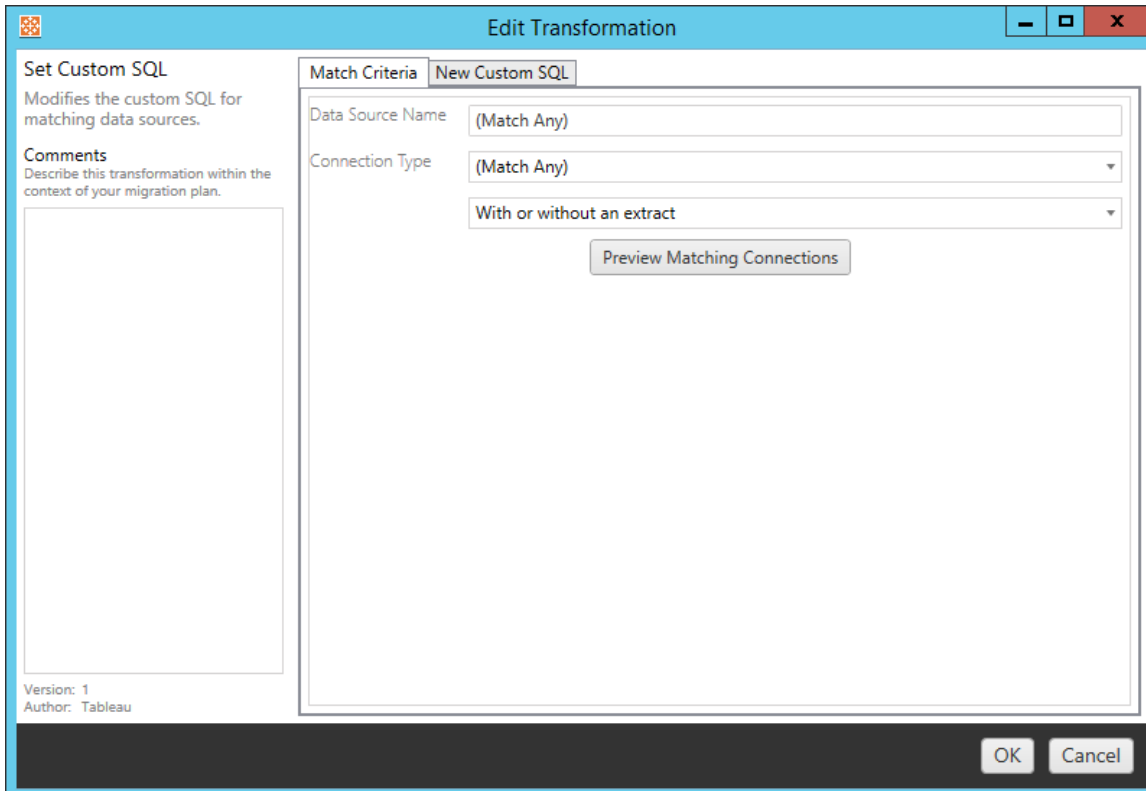 Edit Transformation
Set Custom SQL
Modifies the custom SQL for
matching data sources.
Comments
Describe this transformation within the
context of your migration plan.
Version: 1
Author: Tableau
Match Criteria
New Custom SQL
Data Source Name
(Match Any)
Connection Type
(Match Any)
With or without an extract
Preview Matching Connections
OK
Cancel